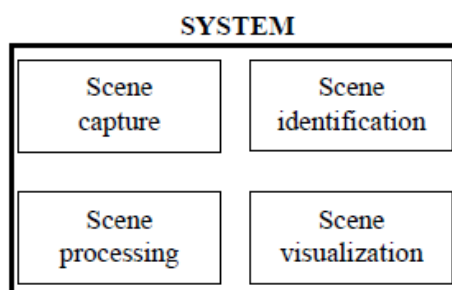 SYSTEM
Scene
capture
Scene
identification
Scene
processing
Scene
visualization